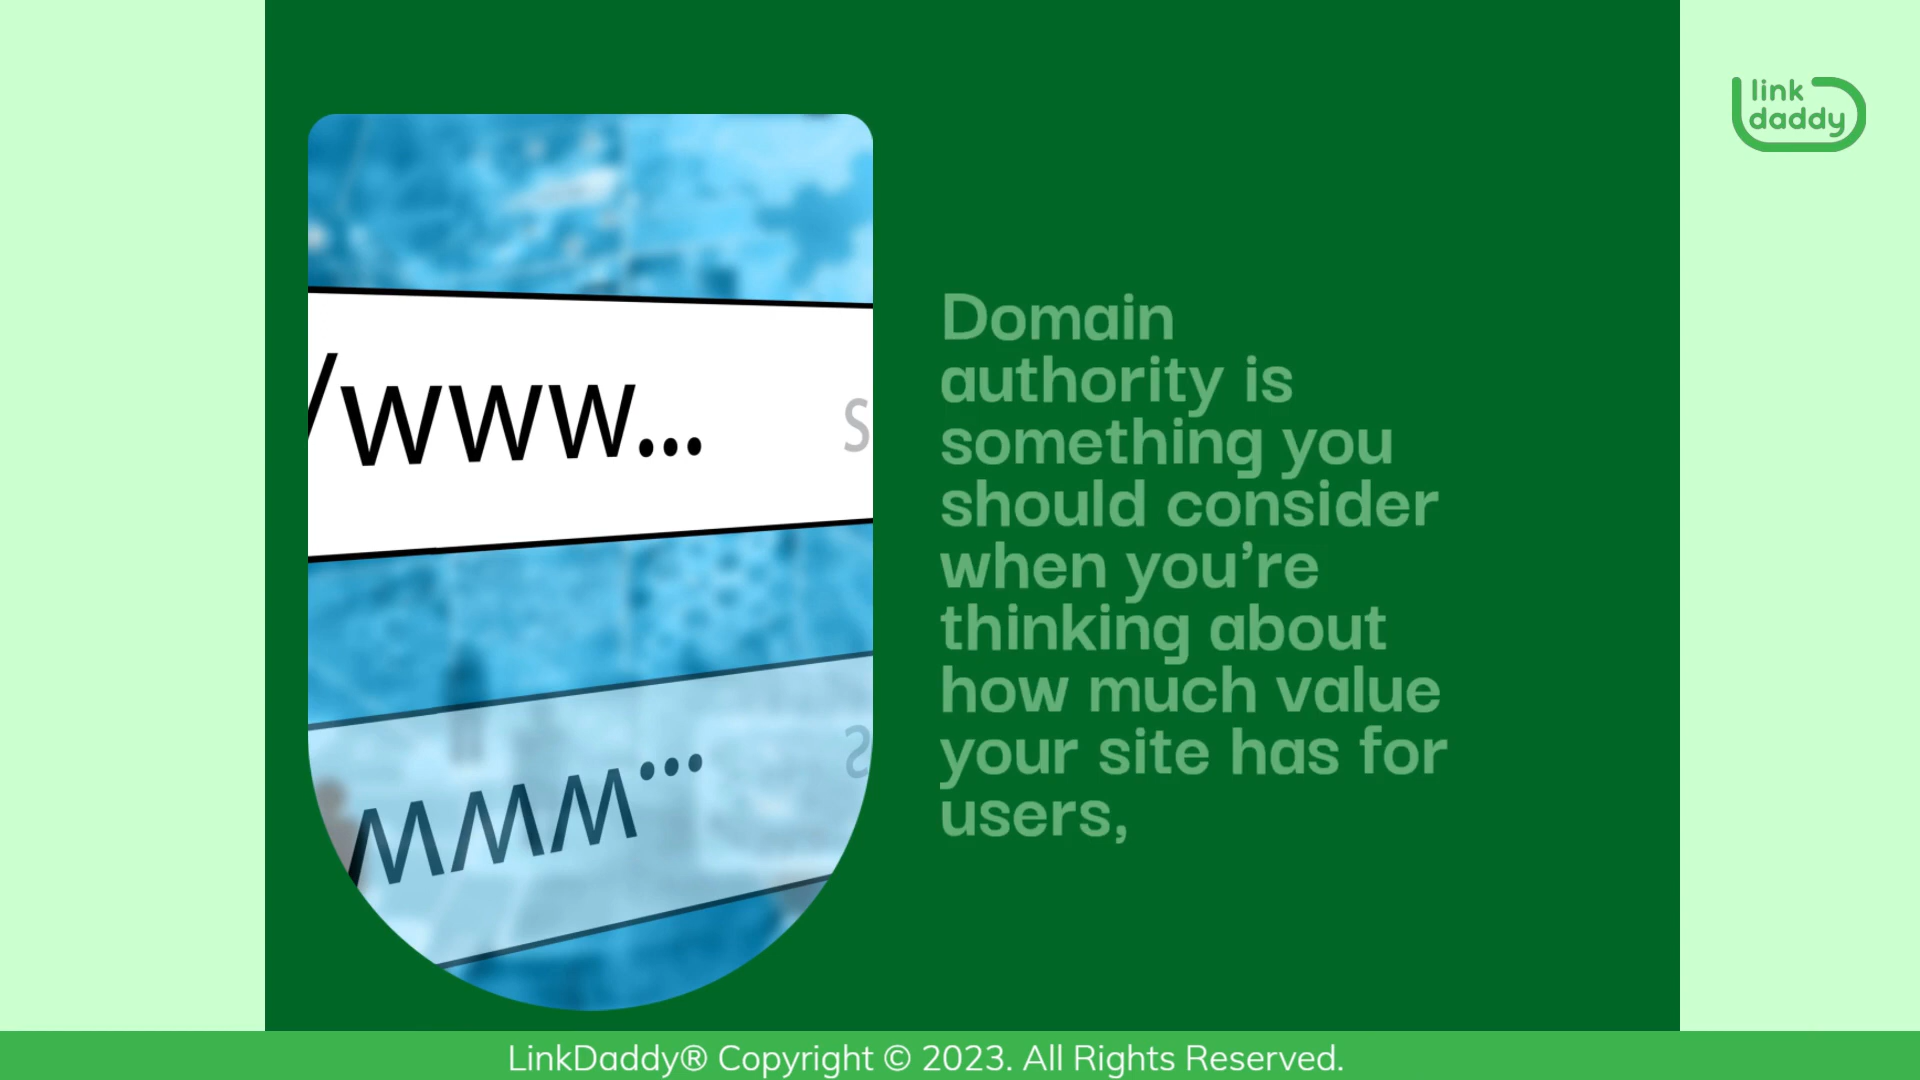 link
daddy
/www...
S
Domain
authority is
something you
should consider
when you’re
thinking about
how much value
your site has for
users,
LinkDaddy® Copyright © 2023. All Rights Reserved.